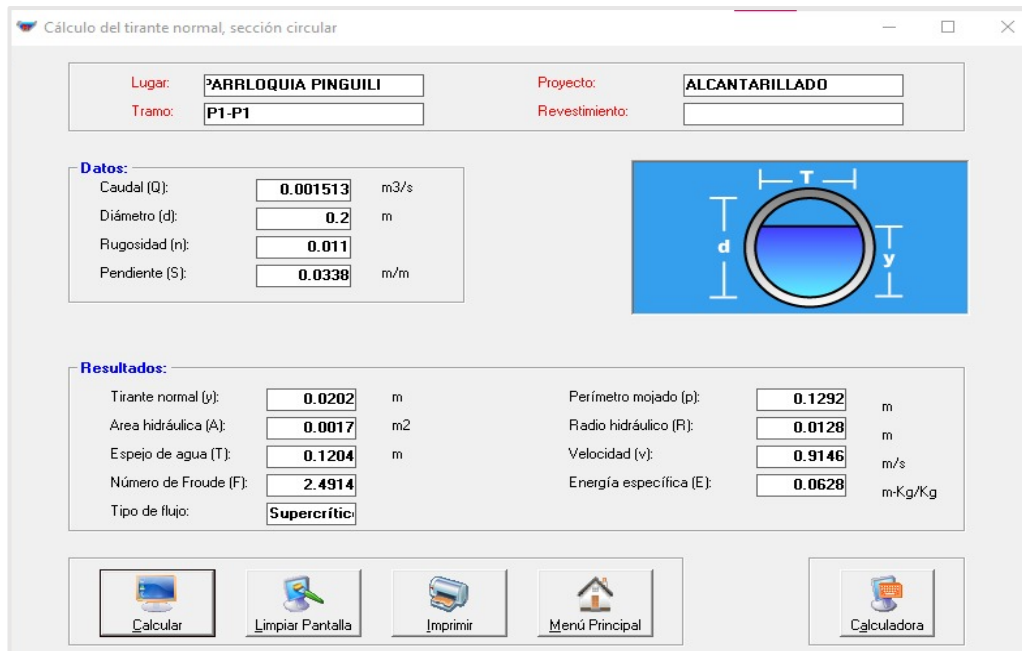 Cálculo del tirante normal, sección circular
Lugar: PARRLOQUIA PINGUILI Proyecto: ALCANTARILLADO
Tramo: P1-P1 Revestimiento:
Datos:
Caudal (Q): 0.001513 m3/s
Diámetro (d): 0.2 m
Rugosidad (n): 0.011
Pendiente (S): 0.0338 m/m
T
d
y
Resultados:
Tirante normal (y): 0.0202 m Perímetro mojado (p): 0.1292 m
Area hidráulica (A): 0.0017 m2 Radio hidráulico (R): 0.0128 m
Espejo de agua (T): 0.1204 m Velocidad (v): 0.9146 m/s
Número de Froude (F): 2.4914 Energía específica (E): 0.0628 m-Kg/Kg
Tipo de flujo: Supercrític
Calcular Limpiar Pantalla Imprimir Menú Principal Calculadora